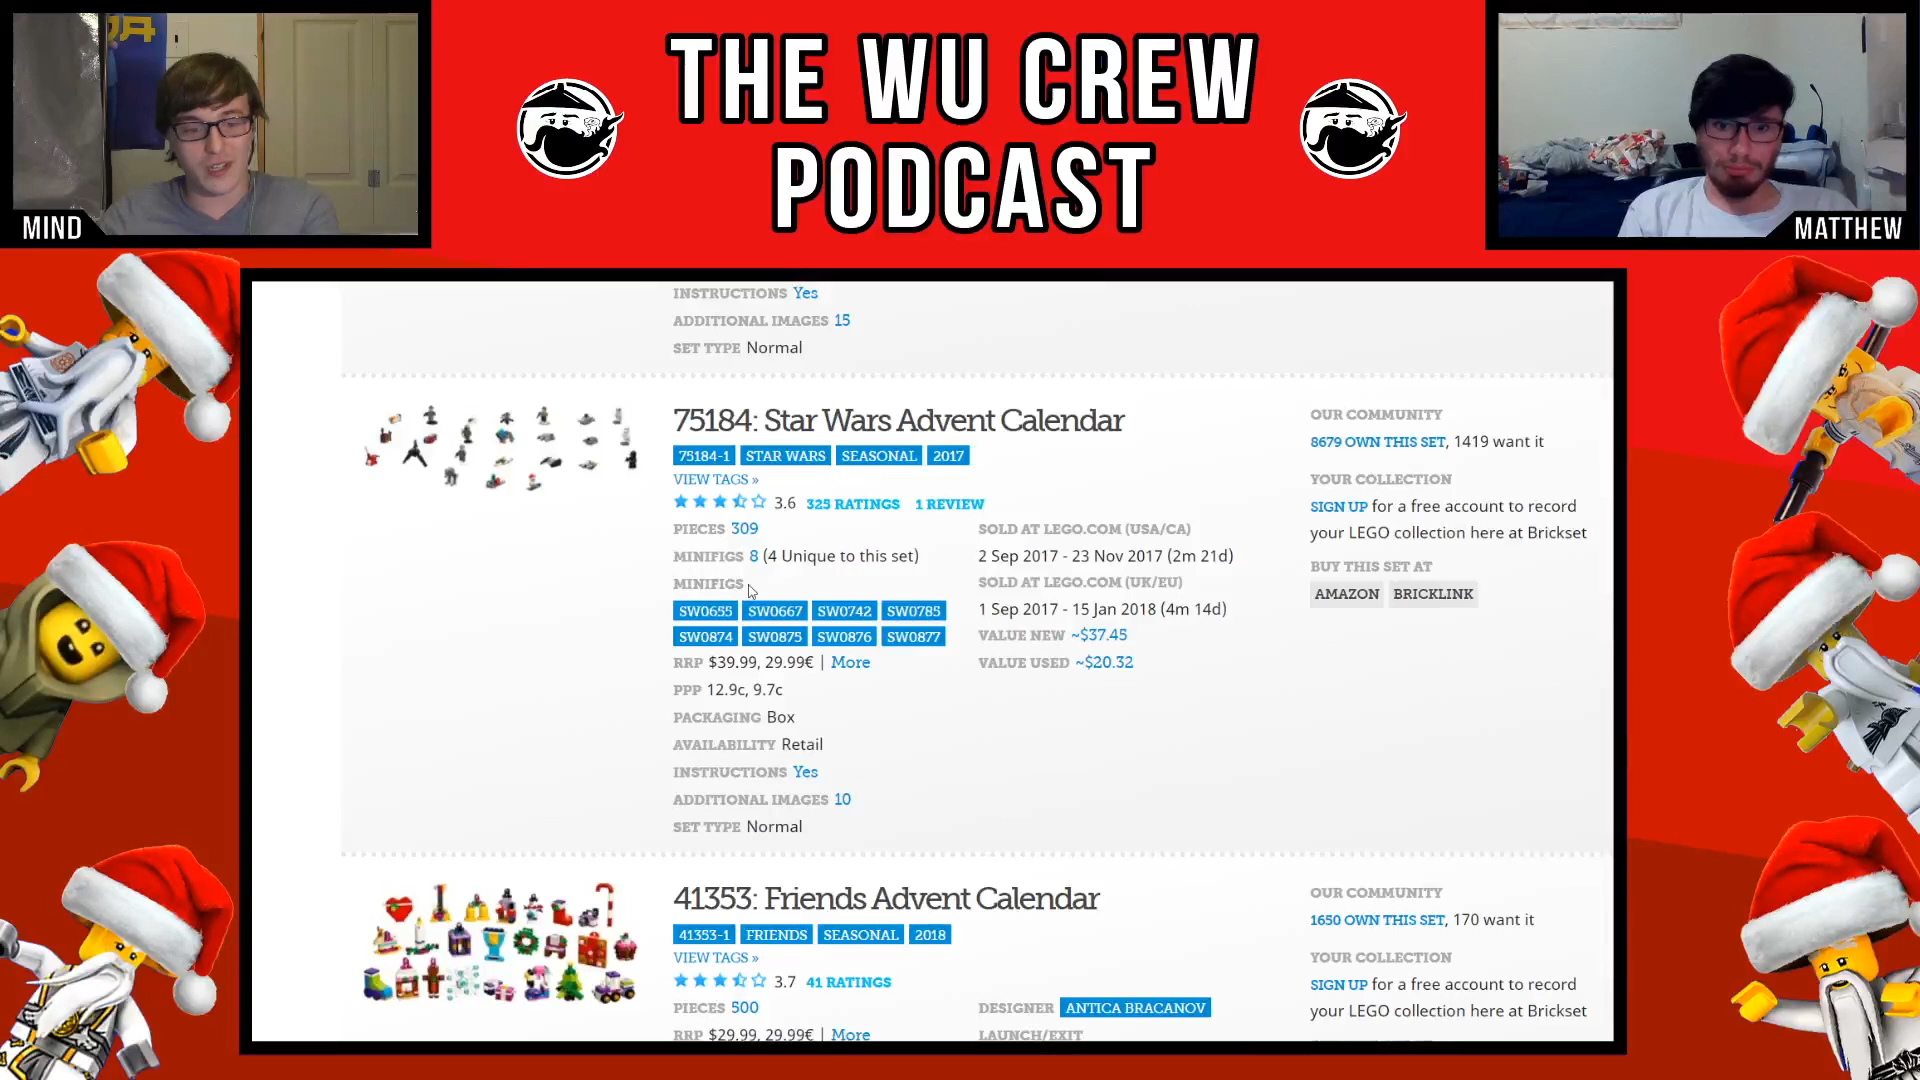 THE WU CREW
PODCAST
MIND
MATTHEW
INSTRUCTIONS Yes
ADDITIONAL IMAGES 15
SET TYPE Normal
75184: Star Wars Advent Calendar
75184-1 STAR WARS SEASONAL 2017
VIEW TAGS »
3.6 325 RATINGS 1 REVIEW
PIECES 309
MINIFIGS 8 (4 Unique to this set)
MINIFIGS
SW0655 SW0667 SW0742 SW0785
SW0874 SW0875 SW0876 SW0877
RRP $39.99, 29.99€ | More
PPP 12.9c, 9.7c
PACKAGING Box
AVAILABILITY Retail
INSTRUCTIONS Yes
ADDITIONAL IMAGES 10
SET TYPE Normal
SOLD AT LEGO.COM (USA/CA)
2 Sep 2017 - 23 Nov 2017 (2m 21d)
SOLD AT LEGO.COM (UK/EU)
1 Sep 2017 - 15 Jan 2018 (4m 14d)
VALUE NEW ~$37.45
VALUE USED ~$20.32
OUR COMMUNITY
8679 OWN THIS SET, 1419 want it
YOUR COLLECTION
SIGN UP for a free account to record
your LEGO collection here at Brickset
BUY THIS SET AT
AMAZON BRICKLINK
41353: Friends Advent Calendar
41353-1 FRIENDS SEASONAL 2018
VIEW TAGS »
3.7 41 RATINGS
PIECES 500
RRP $29.99, 29.99€ | More
DESIGNER ANTICA BRACANOV
LAUNCH/EXIT
OUR COMMUNITY
1650 OWN THIS SET, 170 want it
YOUR COLLECTION
SIGN UP for a free account to record
your LEGO collection here at Brickset